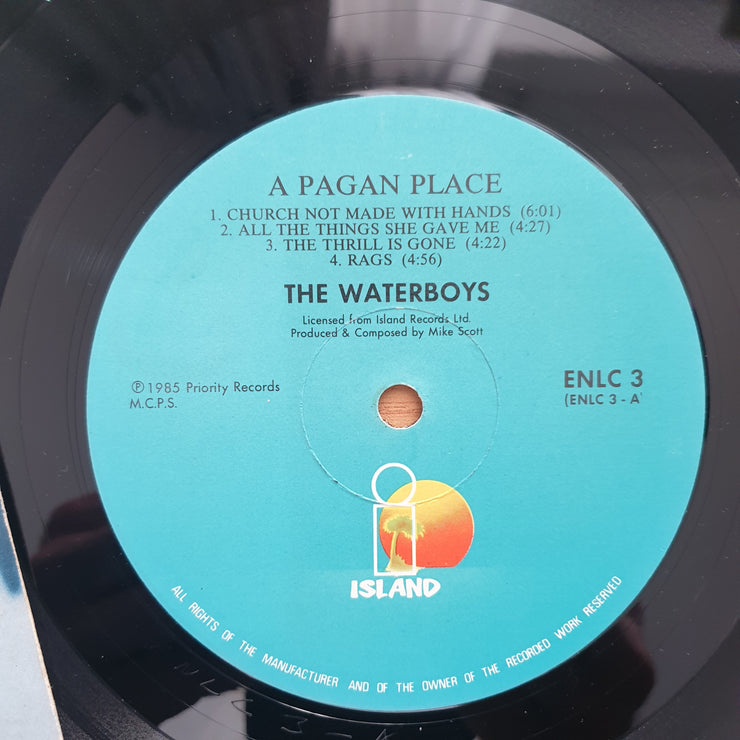 A PAGAN PLACE
1. CHURCH NOT MADE WITH HANDS (6:01)
2. ALL THE THINGS SHE GAVE ME (4:27)
3. THE THRILL IS GONE (4:22)
4. RAGS (4:56)
THE WATERBOYS
Licensed from Island Records Ltd.
Produced & Composed by Mike Scott
℗ 1985 Priority Records
M.C.P.S.
ENLC 3
(ENLC 3 - A)
ISLAND
ALL RIGHTS OF THE MANUFACTURER AND OF THE OWNER OF THE RECORDED WORK RESERVED
NLC 3 - A